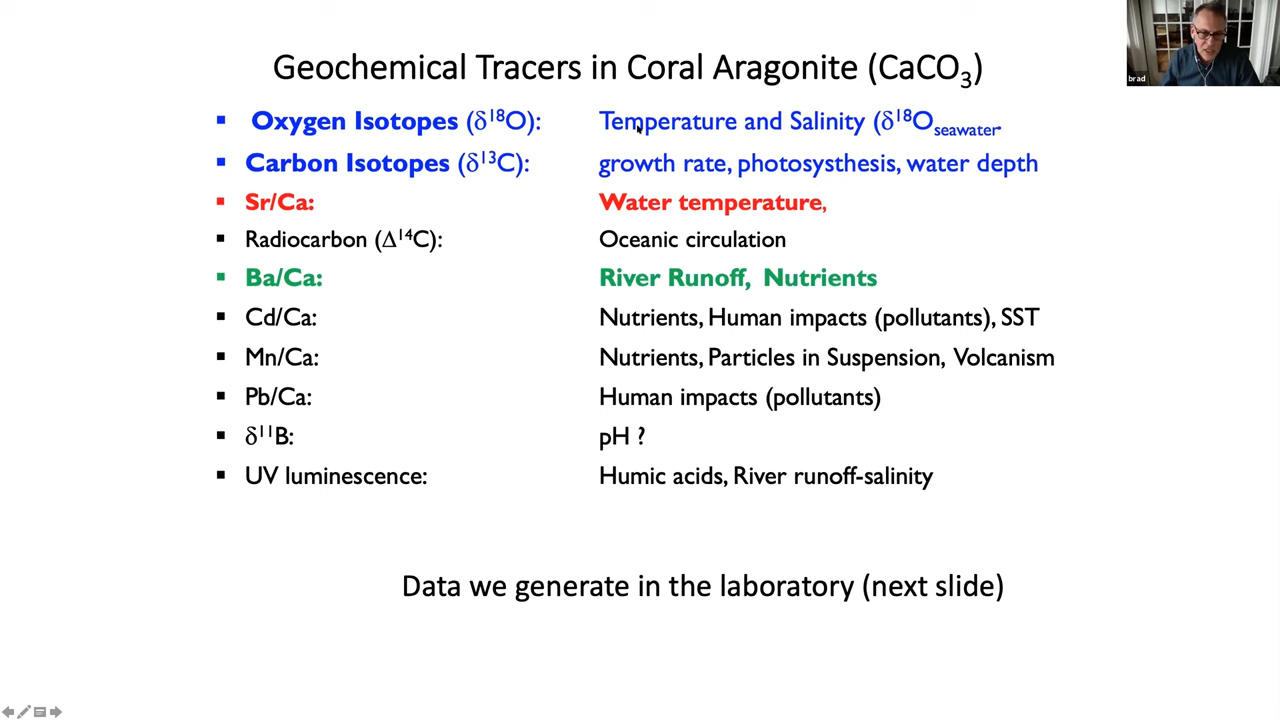 Geochemical Tracers in Coral Aragonite (CaCO₃)
▪ Oxygen Isotopes (δ¹⁸O): Temperature and Salinity (δ¹⁸Oseawater.
▪ Carbon Isotopes (δ¹³C): growth rate, photosysthesis, water depth
▪ Sr/Ca: Water temperature,
▪ Radiocarbon (Δ¹⁴C): Oceanic circulation
▪ Ba/Ca: River Runoff, Nutrients
▪ Cd/Ca: Nutrients, Human impacts (pollutants), SST
▪ Mn/Ca: Nutrients, Particles in Suspension, Volcanism
▪ Pb/Ca: Human impacts (pollutants)
▪ δ¹¹B: pH ?
▪ UV luminescence: Humic acids, River runoff-salinity
Data we generate in the laboratory (next slide)
brad